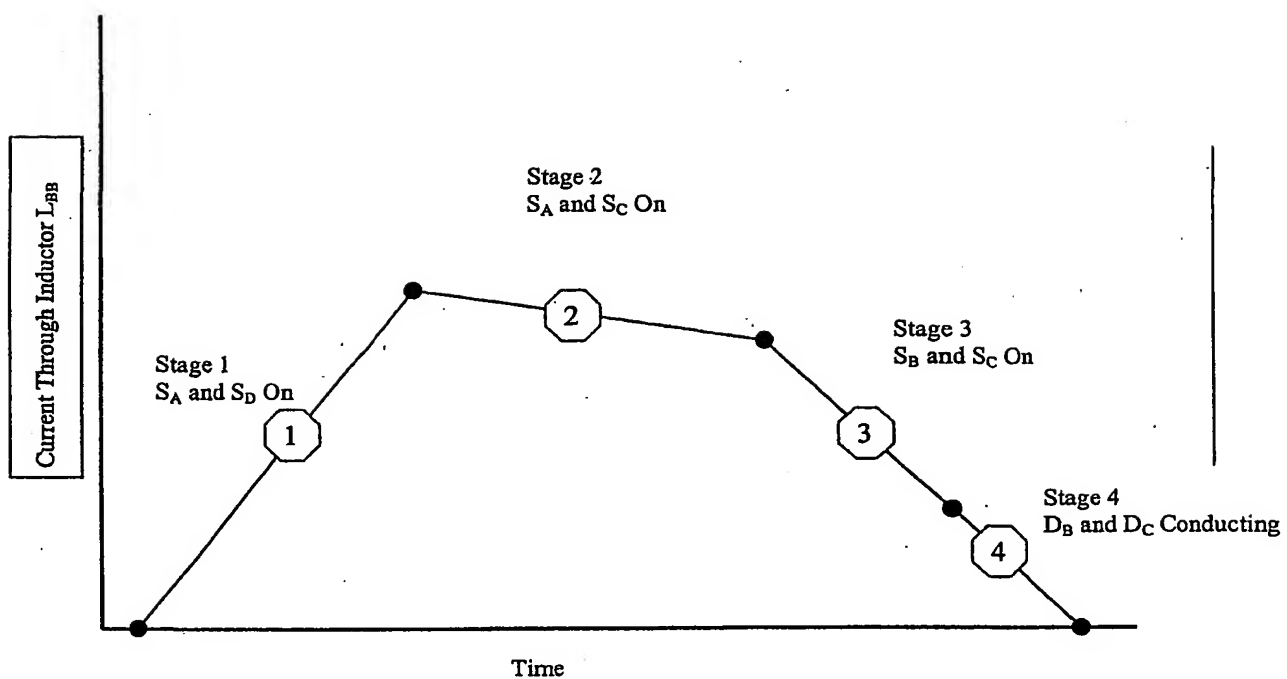 Current Through Inductor L_BB
Stage 2
S_A and S_C On
Stage 1
S_A and S_D On
Stage 3
S_B and S_C On
Stage 4
D_B and D_C Conducting
1
2
3
4
Time